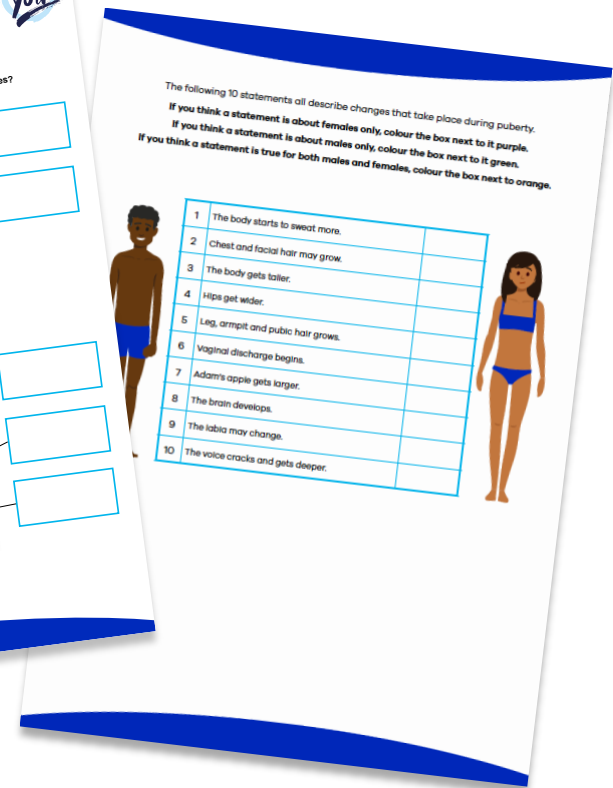 you
es?
The following 10 statements all describe changes that take place during puberty.
If you think a statement is about females only, colour the box next to it purple.
If you think a statement is about males only, colour the box next to it green.
If you think a statement is true for both males and females, colour the box next to orange.
1 The body starts to sweat more.
2 Chest and facial hair may grow.
3 The body gets taller.
4 Hips get wider.
5 Leg, armpit and pubic hair grows.
6 Vaginal discharge begins.
7 Adam's apple gets larger.
8 The brain develops.
9 The labia may change.
10 The voice cracks and gets deeper.